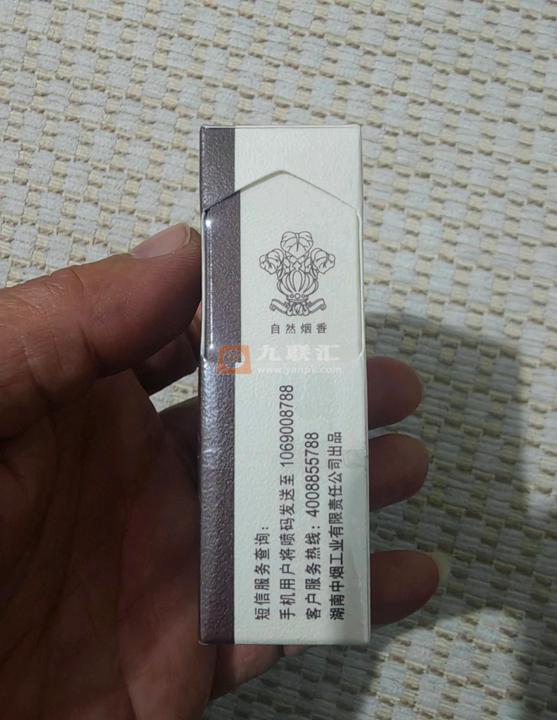 自然烟香
九联汇
www.yanpk.com
短信服务查询：
手机用户将喷码发送至 1069008788
客户服务热线：4008855788
湖南中烟工业有限责任公司出品